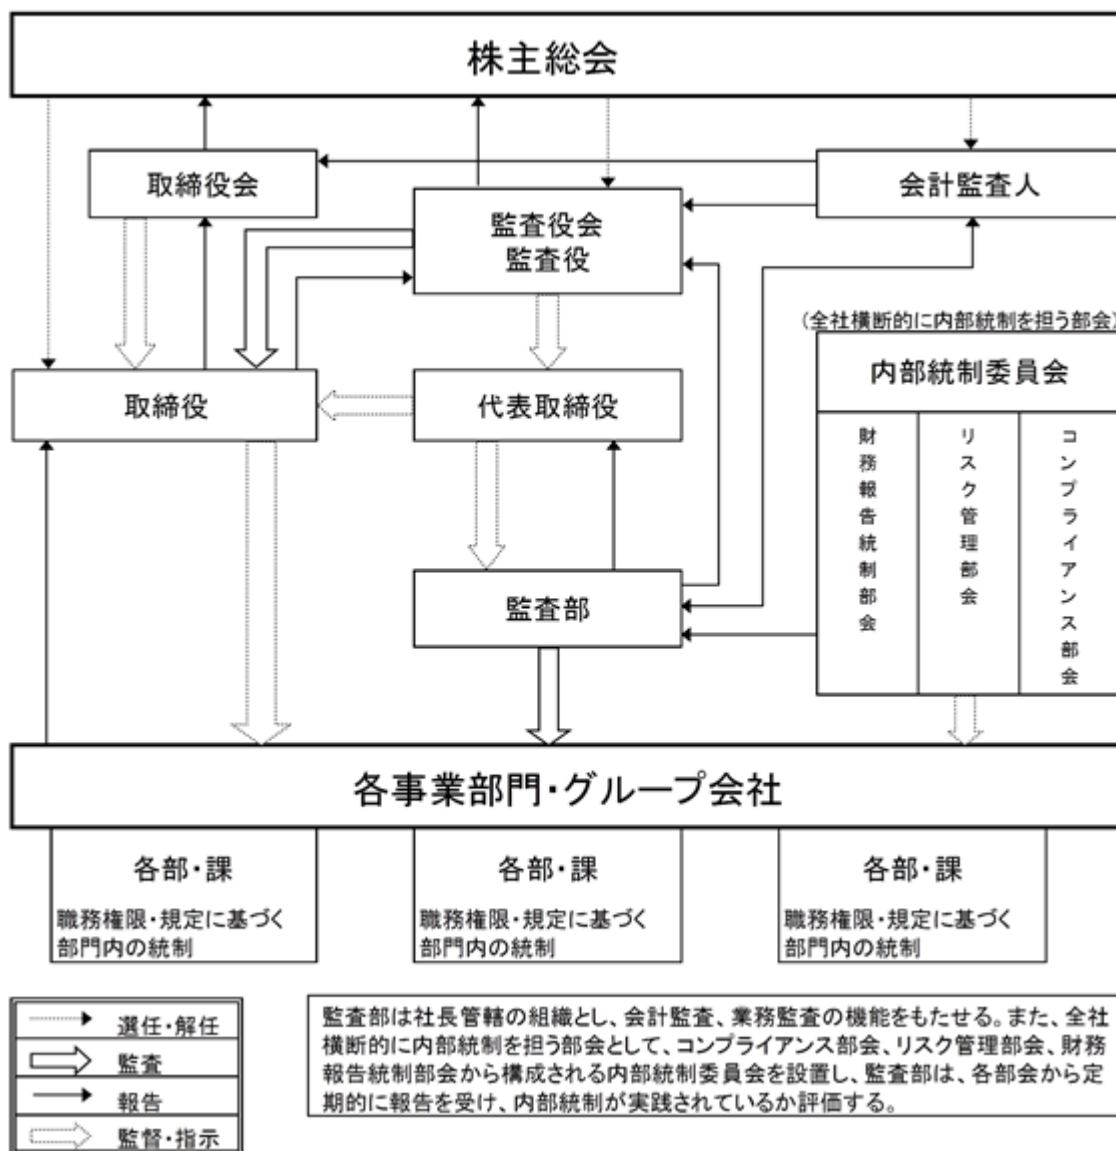 株主総会
取締役会
会計監査人
監査役会
監査役
(全社横断的に内部統制を担う部会)
内部統制委員会
取締役
代表取締役
財務報告統制部会
リスク管理部会
コンプライアンス部会
監査部
各事業部門・グループ会社
各部・課
職務権限・規定に基づく
部門内の統制
各部・課
職務権限・規定に基づく
部門内の統制
各部・課
職務権限・規定に基づく
部門内の統制
選任・解任
監査
報告
監督・指示
監査部は社長管轄の組織とし、会計監査、業務監査の機能をもたせる。また、全社
横断的に内部統制を担う部会として、コンプライアンス部会、リスク管理部会、財務
報告統制部会から構成される内部統制委員会を設置し、監査部は、各部会から定
期的に報告を受け、内部統制が実践されているか評価する。